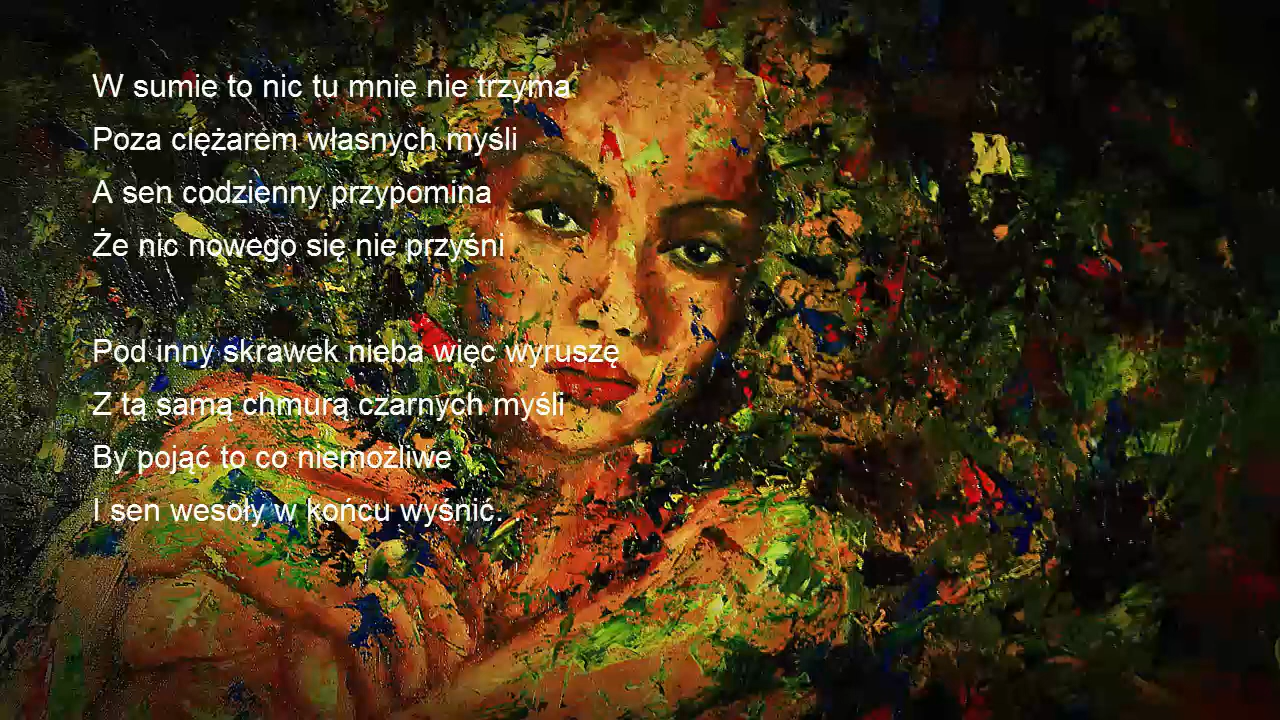 W sumie to nic tu mnie nie trzyma
Poza ciężarem własnych myśli
A sen codzienny przypomina
Że nic nowego się nie przyśni
Pod inny skrawek nieba więc wyruszę
Z tą samą chmurą czarnych myśli
By pojąć to co niemożliwe
I sen wesoły w końcu wyśnić. . .